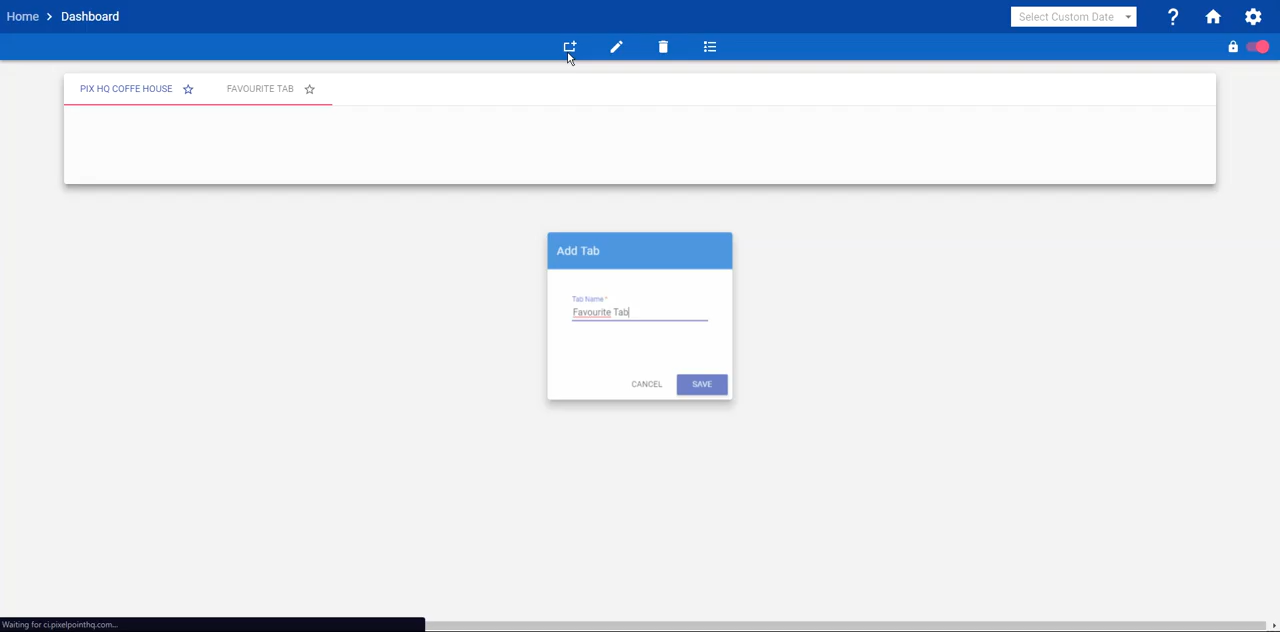 Home > Dashboard
Select Custom Date
?
PIX HQ COFFE HOUSE
FAVOURITE TAB
Add Tab
Tab Name *
Favourite Tab
CANCEL
SAVE
Waiting for ci.pixelpointhq.com...